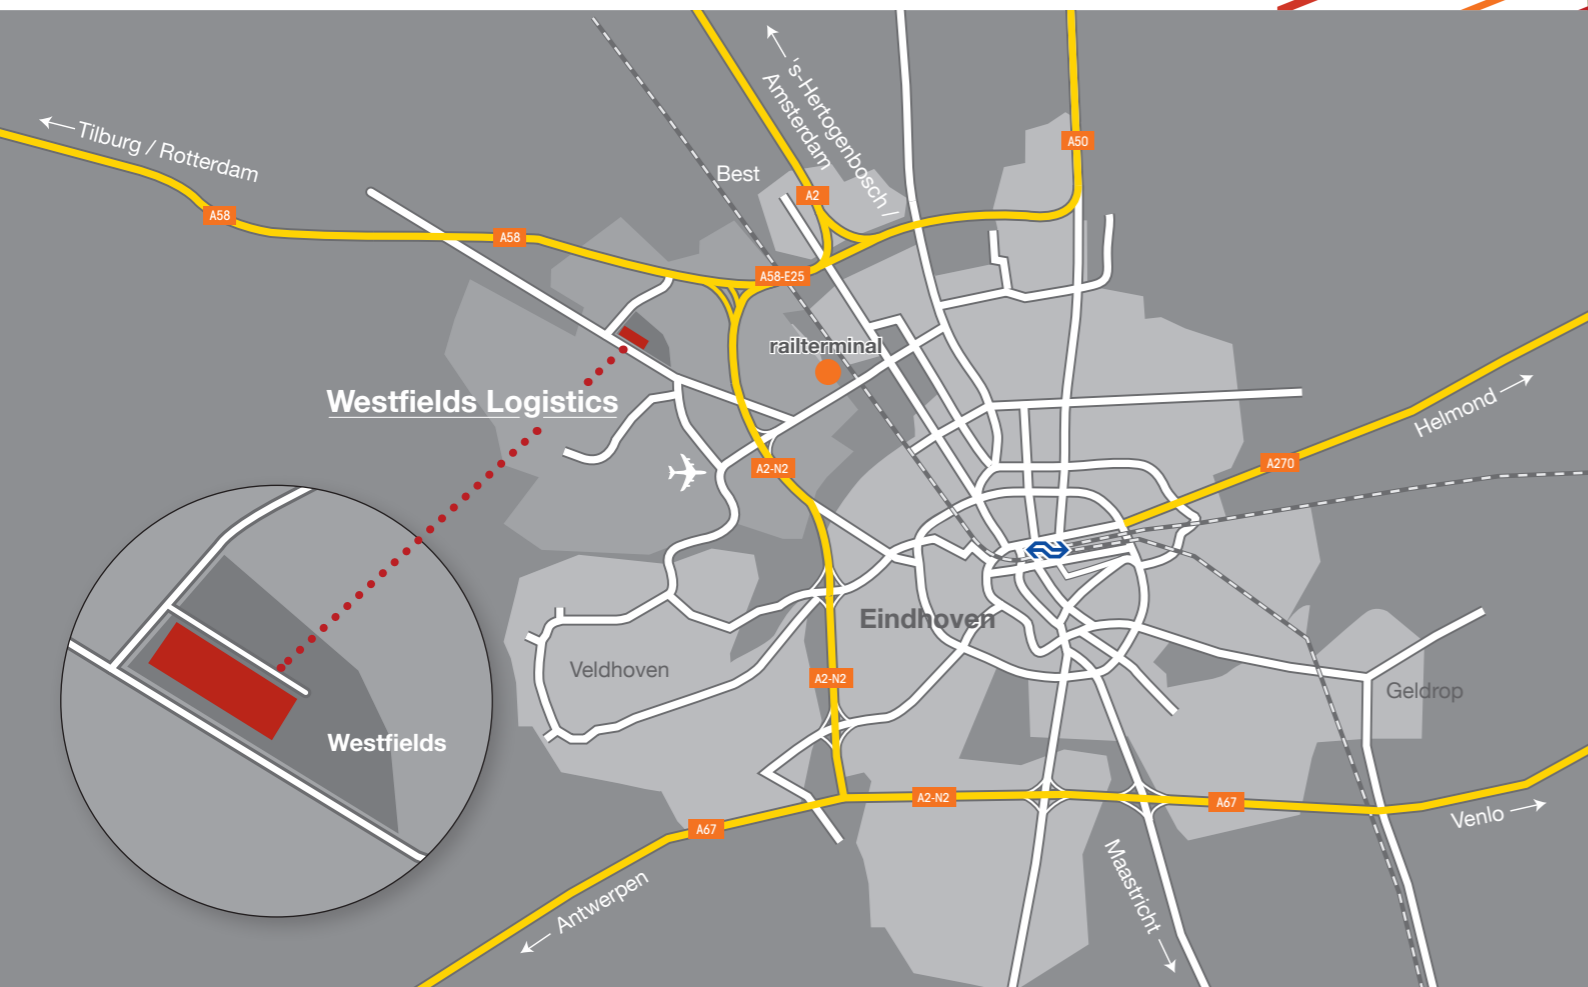 's-Hertogenbosch /
Amsterdam
Tilburg / Rotterdam
A50
Best
A2
A58
A58
A58-E25
railterminal
Westfields Logistics
Helmond
A270
A2-N2
Eindhoven
Veldhoven
A2-N2
Geldrop
Westfields
A2-N2
A67
Venlo
A67
Maastricht
Antwerpen